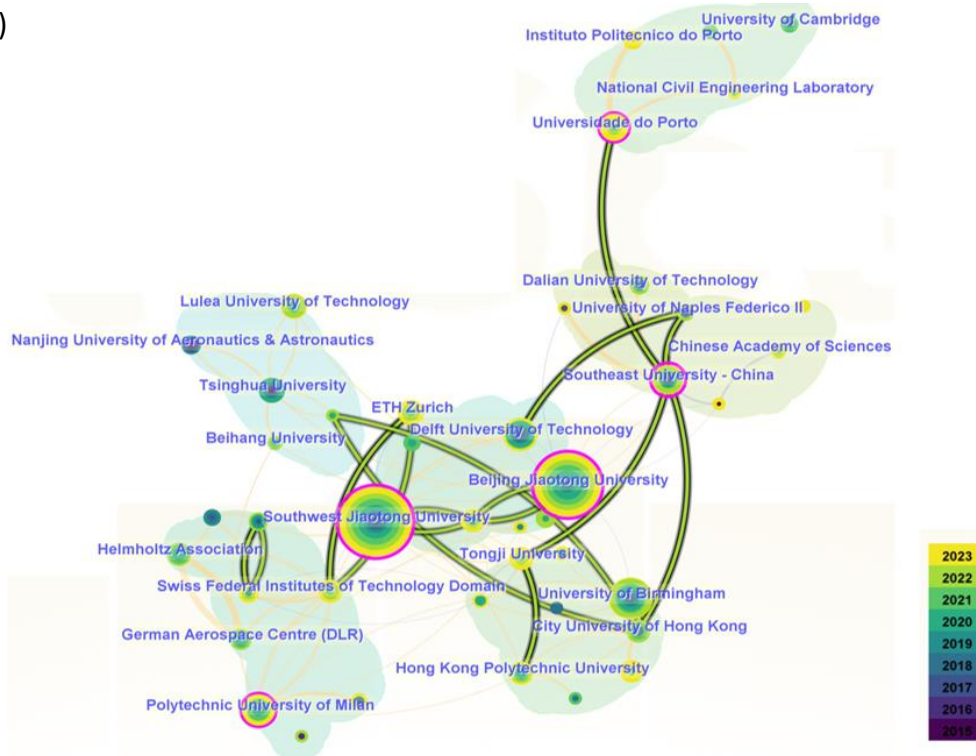 )
University of Cambridge
Instituto Politecnico do Porto
National Civil Engineering Laboratory
Universidade do Porto
Dalian University of Technology
Lulea University of Technology
University of Naples Federico II
Nanjing University of Aeronautics & Astronautics
Chinese Academy of Sciences
Southeast University - China
Tsinghua University
ETH Zurich
Delft University of Technology
Beihang University
Beijing Jiaotong University
Southwest Jiaotong University
Helmholtz Association
Tongji University
Swiss Federal Institutes of Technology Domain
University of Birmingham
City University of Hong Kong
German Aerospace Centre (DLR)
Hong Kong Polytechnic University
Polytechnic University of Milan
2023
2022
2021
2020
2019
2018
2017
2016
2015